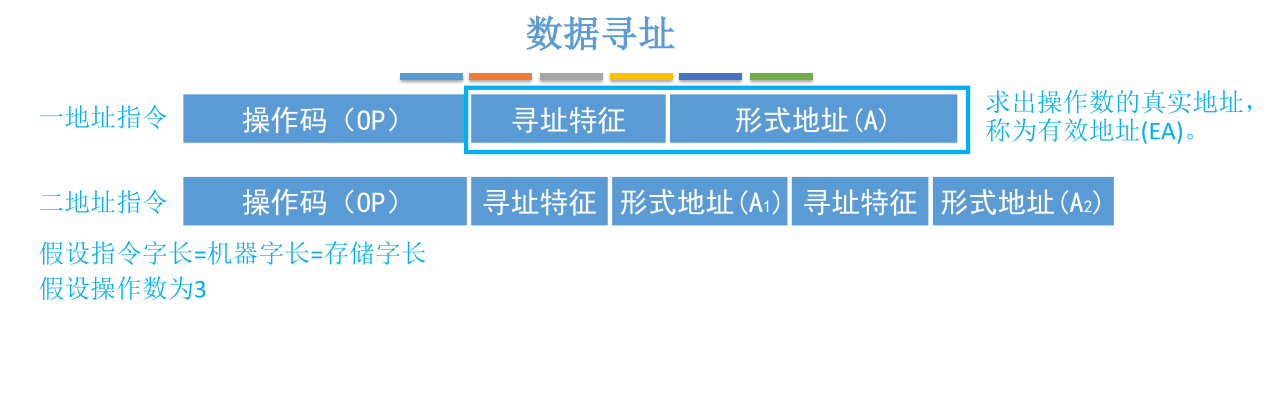 数据寻址
一地址指令 操作码（OP） 寻址特征 形式地址(A) 求出操作数的真实地址，
称为有效地址(EA)。
二地址指令 操作码（OP） 寻址特征 形式地址(A₁) 寻址特征 形式地址(A₂)
假设指令字长=机器字长=存储字长
假设操作数为3